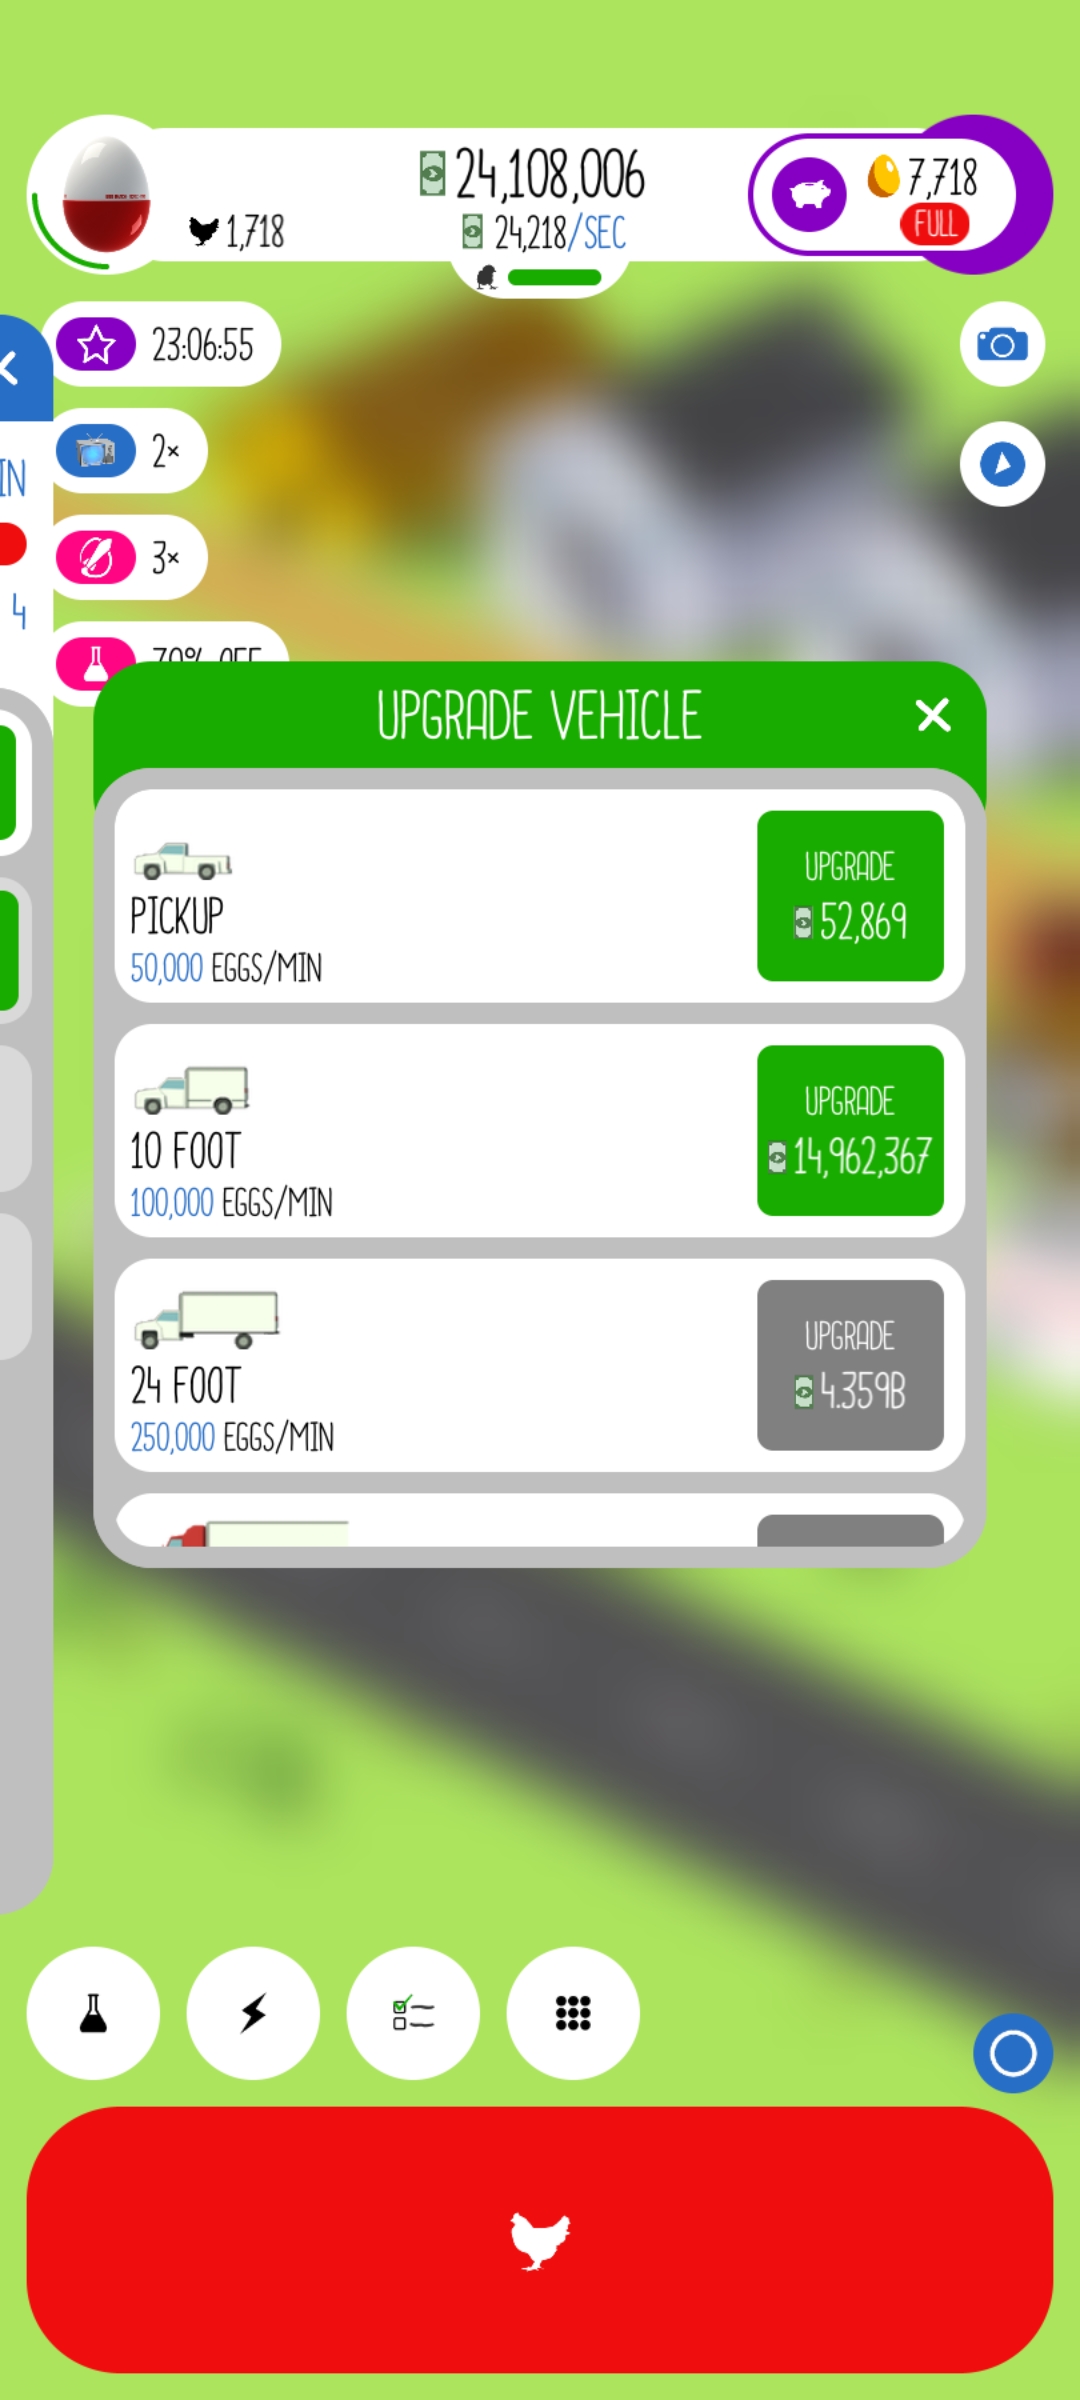 24,108,006
7,718
FULL
1,718
24,218/SEC
23:06:55
2×
IN
3×
4
70% OFF
UPGRADE VEHICLE
UPGRADE
52,869
PICKUP
50,000 EGGS/MIN
UPGRADE
14,962,367
10 FOOT
100,000 EGGS/MIN
UPGRADE
4.359B
24 FOOT
250,000 EGGS/MIN